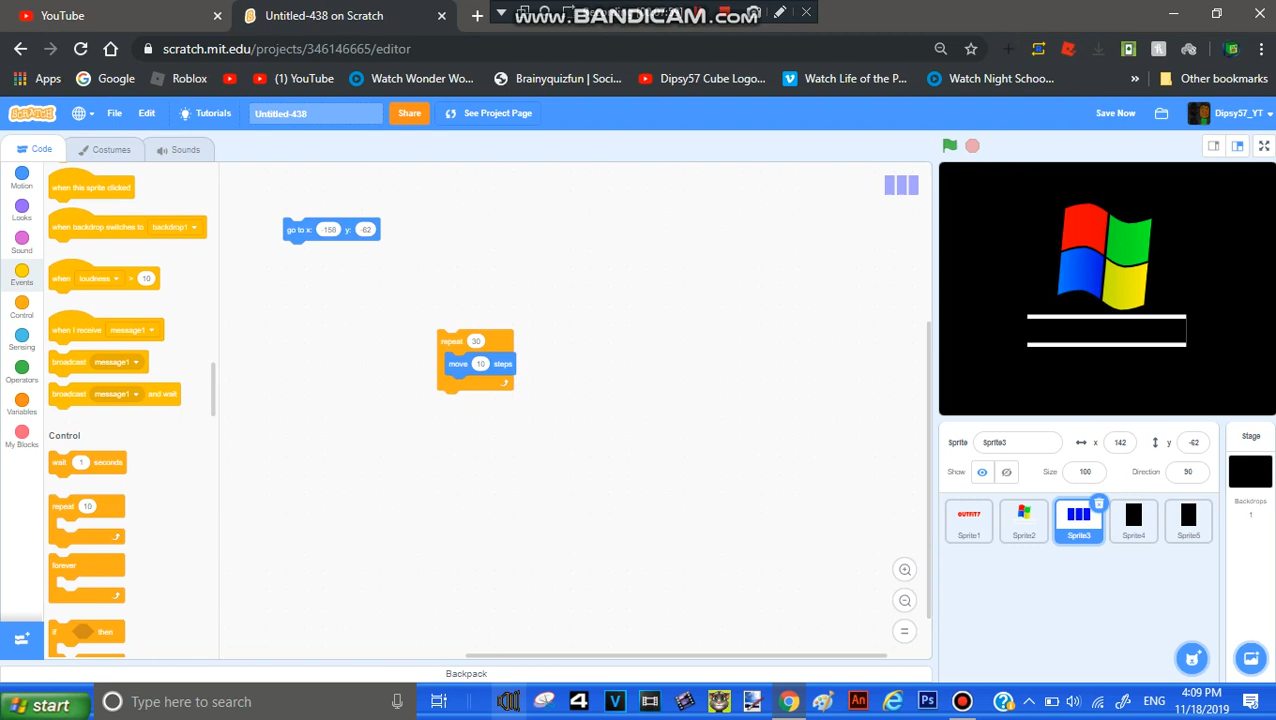 YouTube
Untitled-438 on Scratch
www.BANDICAM.com
scratch.mit.edu/projects/346146665/editor
Apps
Google
Roblox
(1) YouTube
Watch Wonder Wo...
Brainyquizfun | Soci...
Dipsy57 Cube Logo...
Watch Life of the P...
Watch Night School...
Other bookmarks
SCRATCH
File
Edit
Tutorials
Untitled-438
Share
See Project Page
Save Now
Dipsy57_YT
Code
Costumes
Sounds
Motion
Looks
Sound
Events
Control
Sensing
Operators
Variables
My Blocks
when this sprite clicked
when backdrop switches to backdrop1
when loudness > 10
when I receive message1
broadcast message1
broadcast message1 and wait
Control
wait 1 seconds
repeat 10
forever
if then
go to x: -158 y: -62
repeat 30
move 10 steps
Sprite Sprite3 x 142 y -62
Show Size 100 Direction 90
Stage
Backdrops
1
OUTFIT7
Sprite1
Sprite2
Sprite3
Sprite4
Sprite5
Backpack
start
Type here to search
4
V
An
Ps
ENG
4:09 PM
11/18/2019